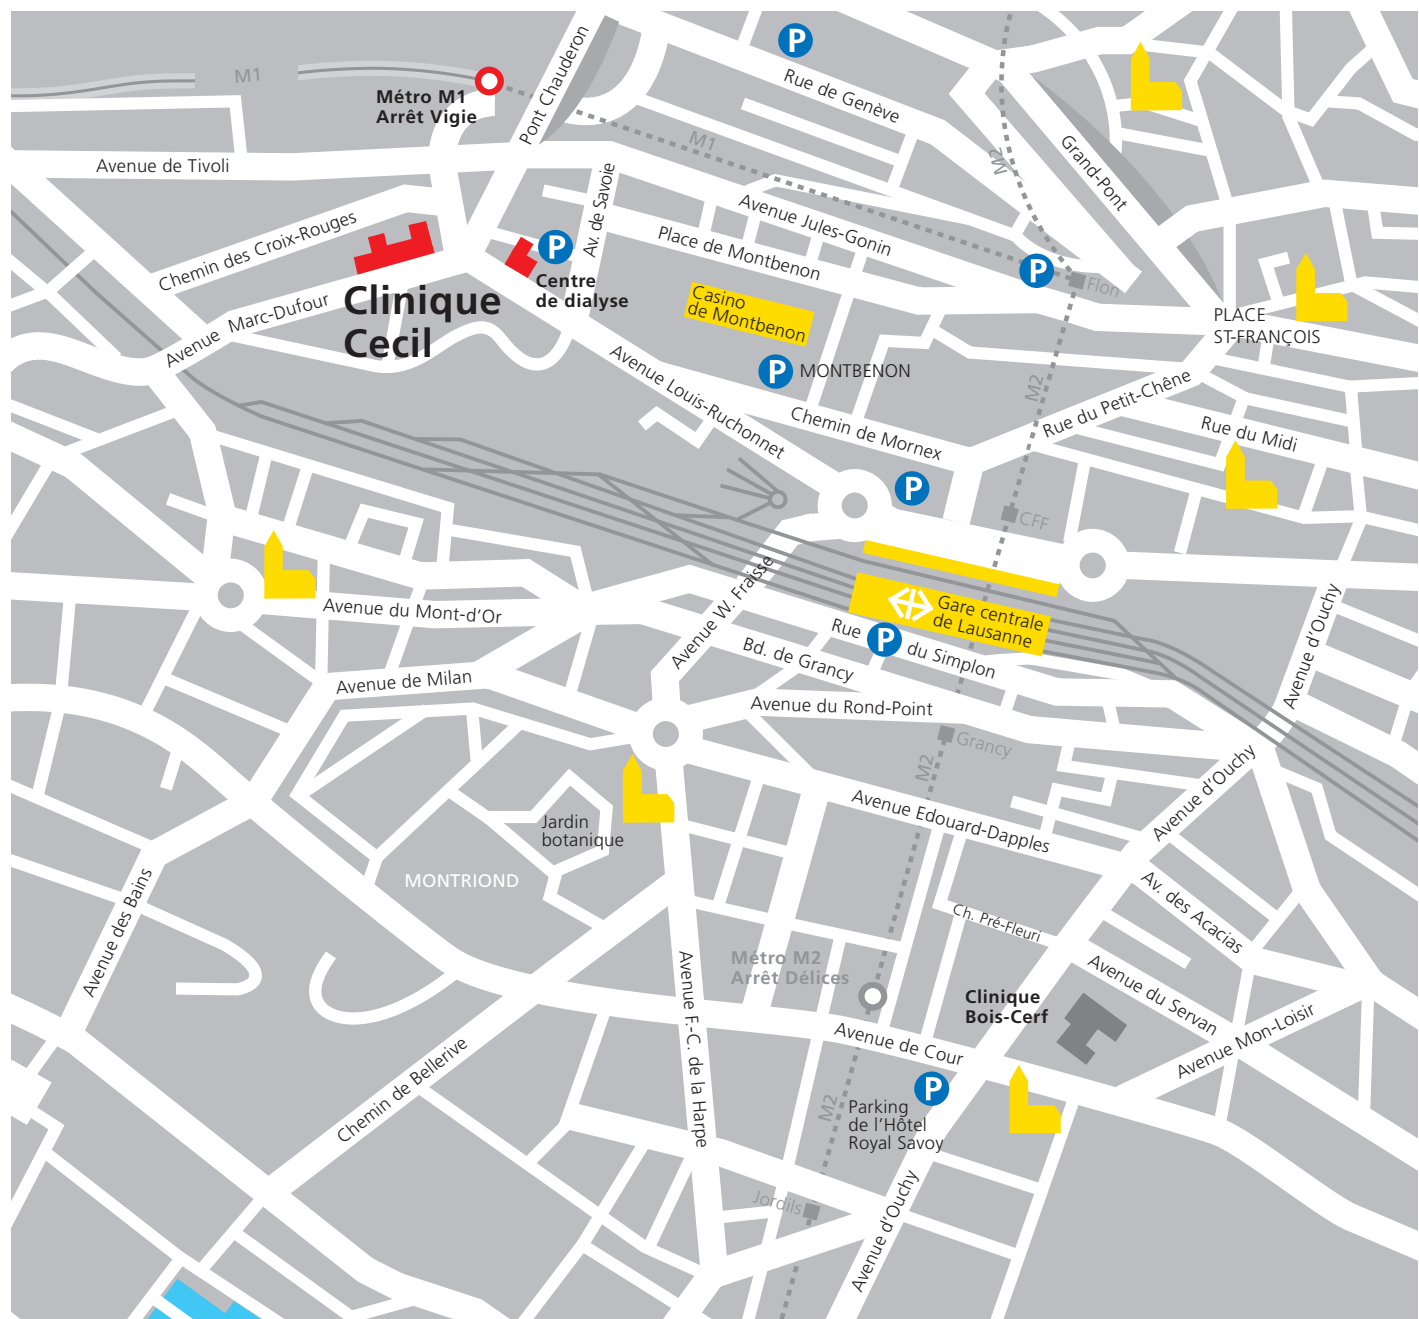 P
Rue de Genève
Pont Chauderon
M1
Métro M1
Arrêt Vigie
M1
M2
Grand-Pont
Avenue de Tivoli
Av. de Savoie
Avenue Jules-Gonin
Chemin des Croix-Rouges
Place de Montbenon
P
P
Flon
Centre
de dialyse
Clinique
Cecil
Avenue Marc-Dufour
Casino
de Montbenon
PLACE
ST-FRANÇOIS
P
MONTBENON
Avenue Louis-Ruchonnet
M2
Rue du Petit-Chêne
Chemin de Mornex
Rue du Midi
P
CFF
Avenue W. Fraisse
Avenue du Mont-d’Or
Gare centrale
de Lausanne
Rue
P
du Simplon
Avenue d’Ouchy
Bd. de Grancy
Avenue de Milan
Avenue du Rond-Point
Grancy
M2
Avenue d’Ouchy
Avenue Edouard-Dapples
Jardin
botanique
MONTRIOND
Avenue des Bains
Av. des Acacias
Ch. Pré-Fleuri
Métro M2
Arrêt Délices
Avenue F.-C. de la Harpe
Clinique
Bois-Cerf
Avenue du Servan
Avenue Mon-Loisir
Avenue de Cour
Chemin de Bellerive
P
M2
Parking
de l’Hôtel
Royal Savoy
Jordils
Avenue d’Ouchy